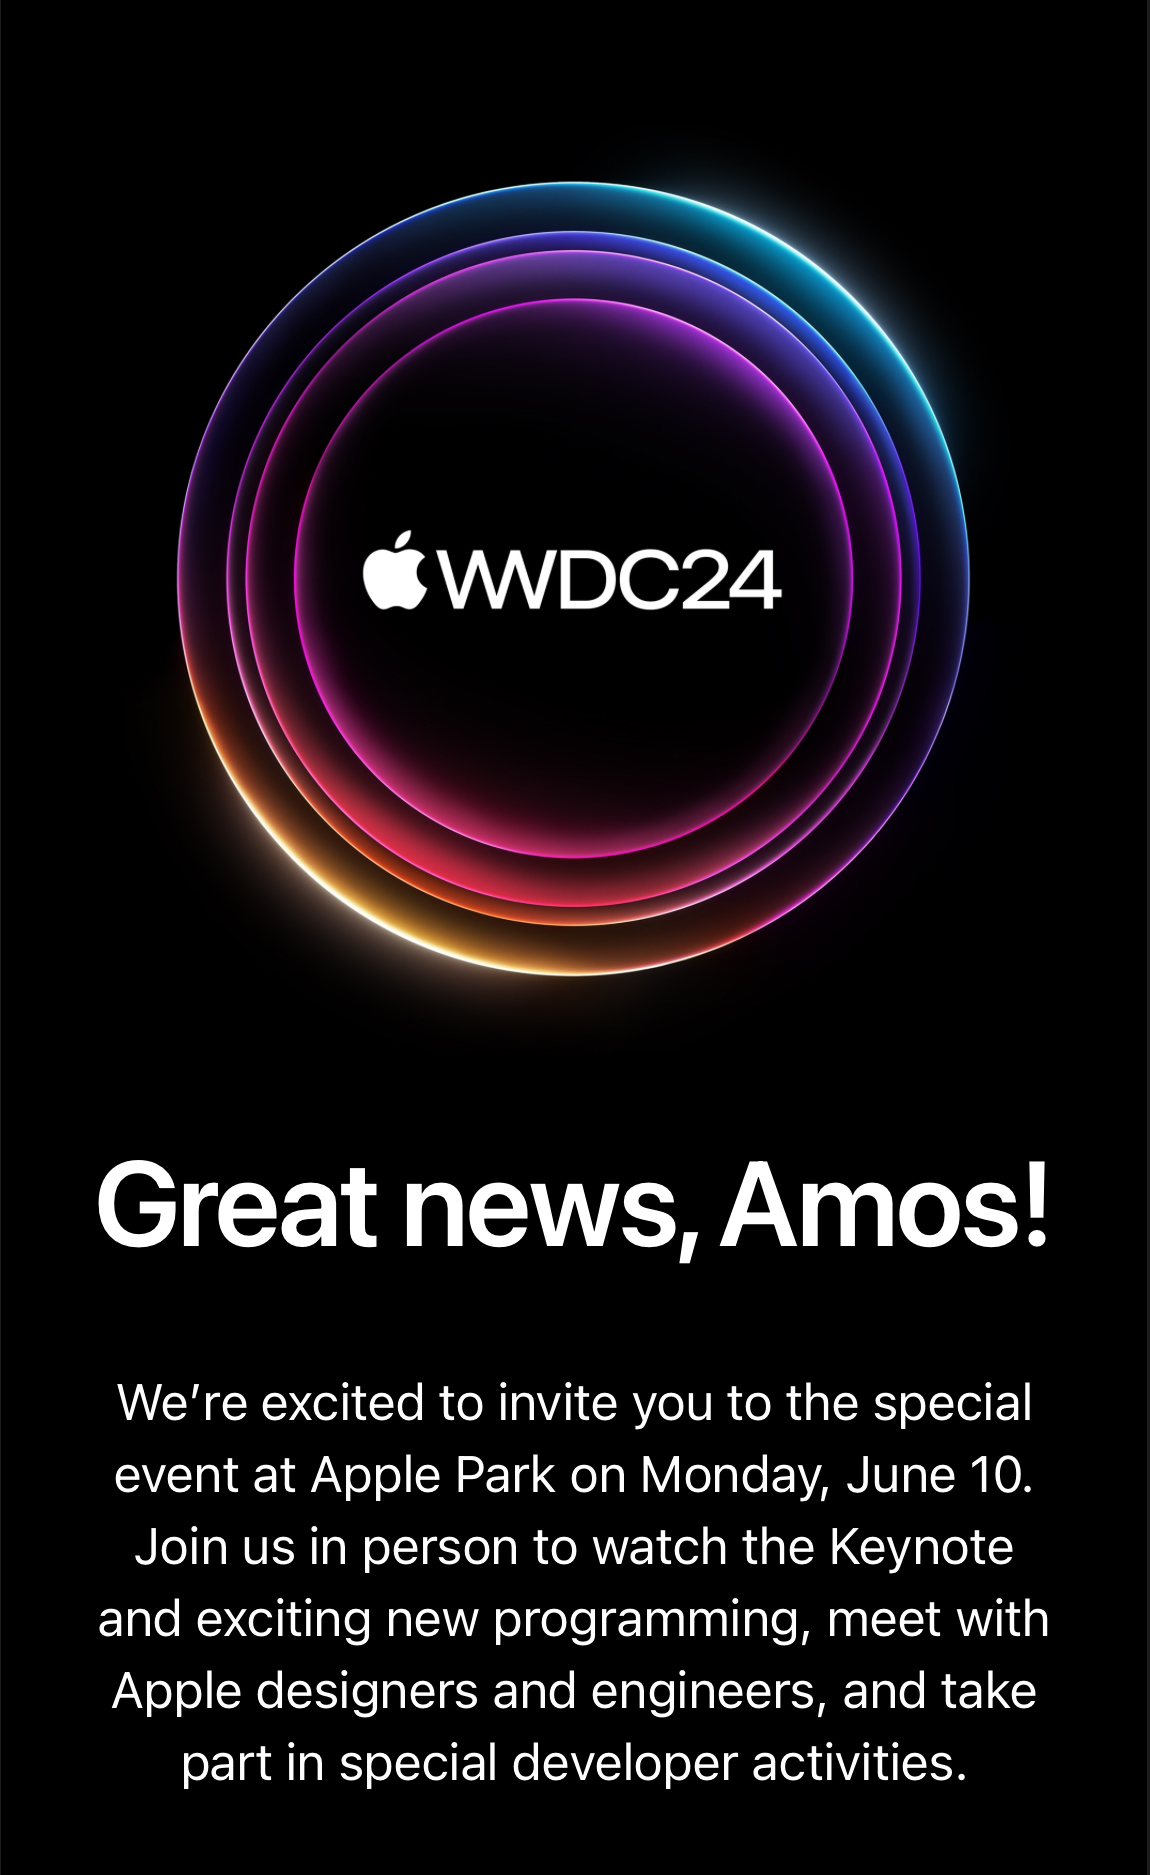 WWDC24
Great news, Amos!
We’re excited to invite you to the special
event at Apple Park on Monday, June 10.
Join us in person to watch the Keynote
and exciting new programming, meet with
Apple designers and engineers, and take
part in special developer activities.